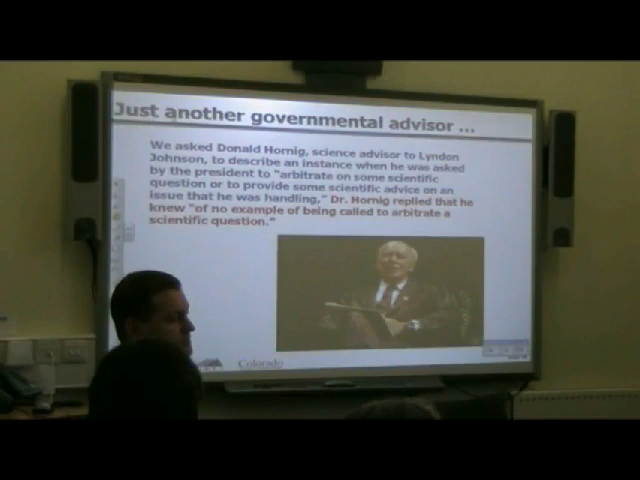 Just another governmental advisor ...
We asked Donald Hornig, science advisor to Lyndon
Johnson, to describe an instance when he was asked
by the president to "arbitrate on some scientific
question or to provide some scientific advice on an
issue that he was handling," Dr. Hornig replied that he
knew "of no example of being called to arbitrate a
scientific question."
Colorado